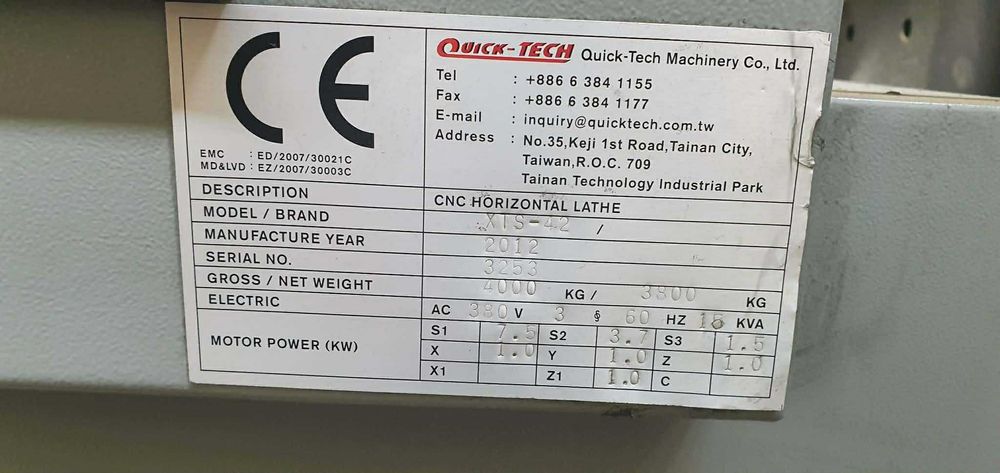 CE
EMC : ED/2007/30021C
MD&LVD : EZ/2007/30003C
QUICK-TECH Quick-Tech Machinery Co., Ltd.
Tel : +886 6 384 1155
Fax : +886 6 384 1177
E-mail : inquiry@quicktech.com.tw
Address : No.35,Keji 1st Road,Tainan City,
Taiwan,R.O.C. 709
Tainan Technology Industrial Park
DESCRIPTION CNC HORIZONTAL LATHE
MODEL / BRAND XTS-42 /
MANUFACTURE YEAR 2012
SERIAL NO. 3253
GROSS / NET WEIGHT 4000 KG / 3800 KG
ELECTRIC AC 380 V 3 § 60 HZ 15 KVA
MOTOR POWER (KW) S1 7.5 S2 3.7 S3 1.5
X 1.0 Y 1.0 Z 1.0
X1 Z1 1.0 C